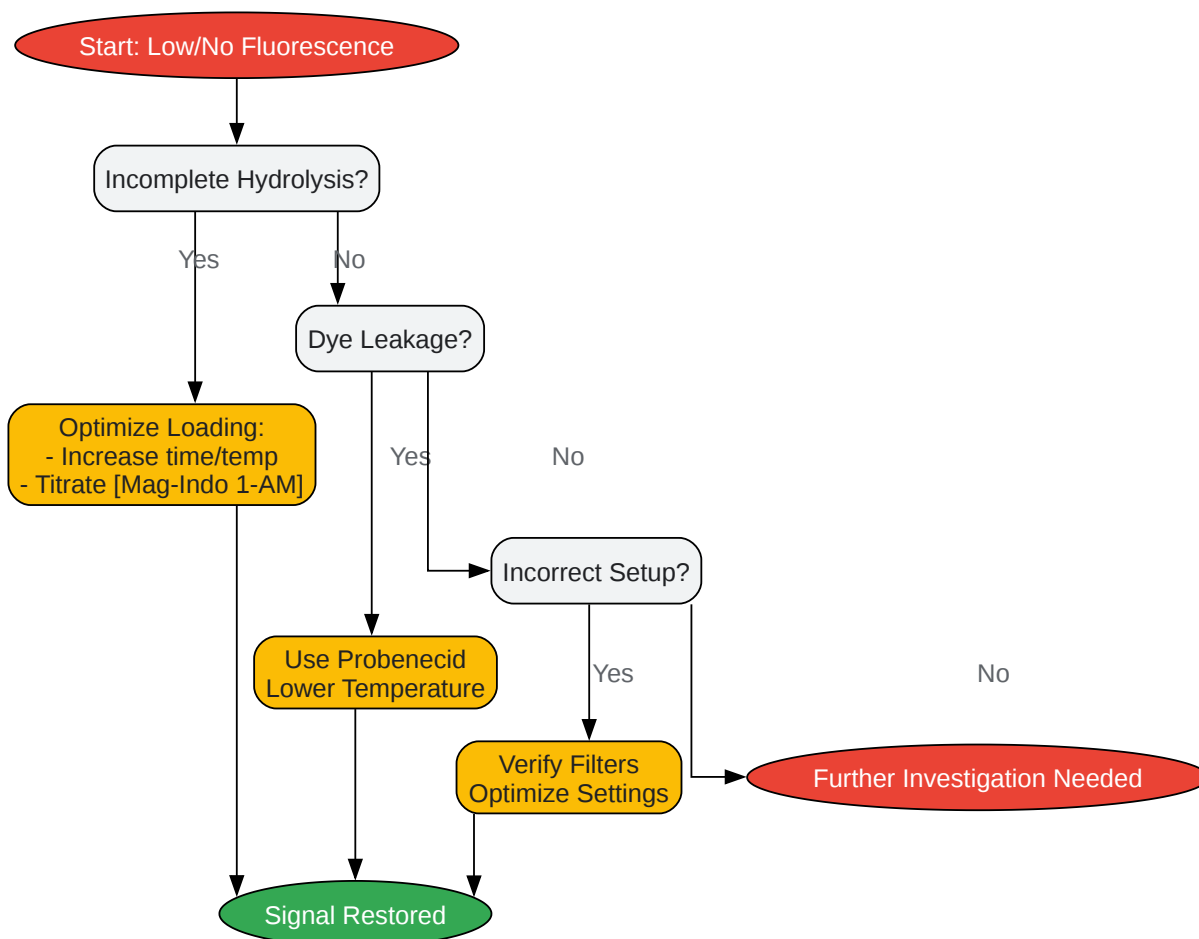 Start: Low/No Fluorescence
Incomplete Hydrolysis?
Yes
No
Dye Leakage?
Optimize Loading:
- Increase time/temp
- Titrate [Mag-Indo 1-AM]
Yes
No
Incorrect Setup?
Use Probenecid
Lower Temperature
Yes
No
Verify Filters
Optimize Settings
Further Investigation Needed
Signal Restored